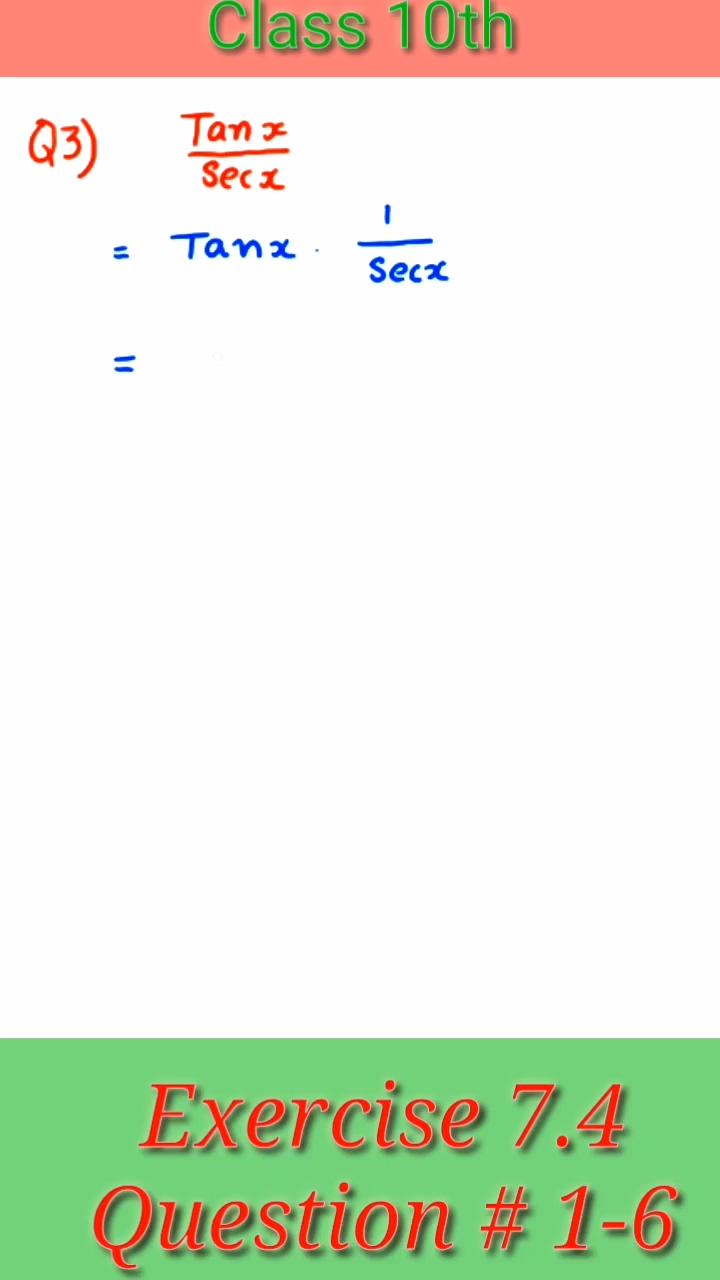 Class 10th
Q3) Tan x / Sec x
= Tan x · 1 / Sec x
=
Exercise 7.4
Question # 1-6